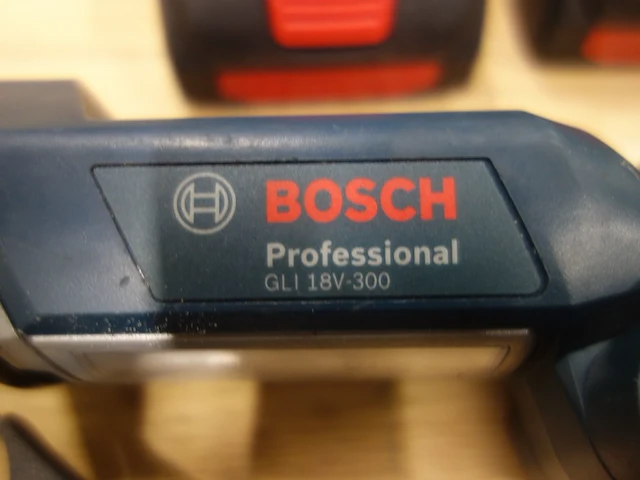 BOSCH
Professional
GLI 18V-300